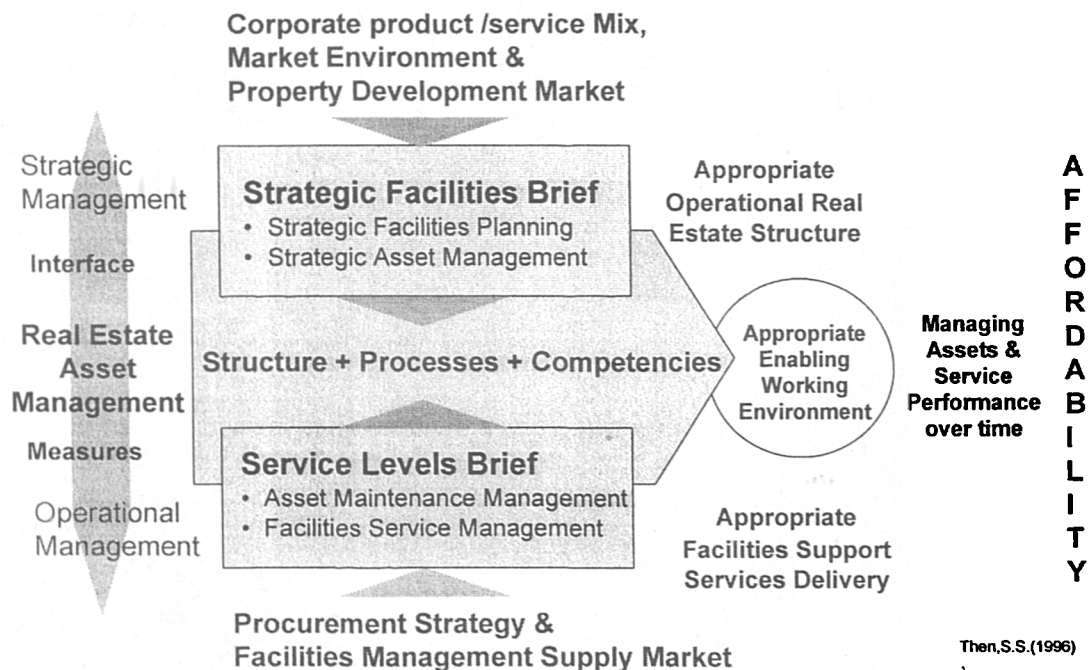 Corporate product /service Mix,
Market Environment &
Property Development Market
Strategic
Management
Interface
Real Estate
Asset
Management
Measures
Operational
Management
Strategic Facilities Brief
• Strategic Facilities Planning
• Strategic Asset Management
Structure + Processes + Competencies
Service Levels Brief
• Asset Maintenance Management
• Facilities Service Management
Procurement Strategy &
Facilities Management Supply Market
Appropriate
Operational Real
Estate Structure
Appropriate
Enabling
Working
Environment
Appropriate
Facilities Support
Services Delivery
Managing
Assets &
Service
Performance
over time
A
F
F
O
R
D
A
B
I
L
I
T
Y
Then,S.S.(1996)